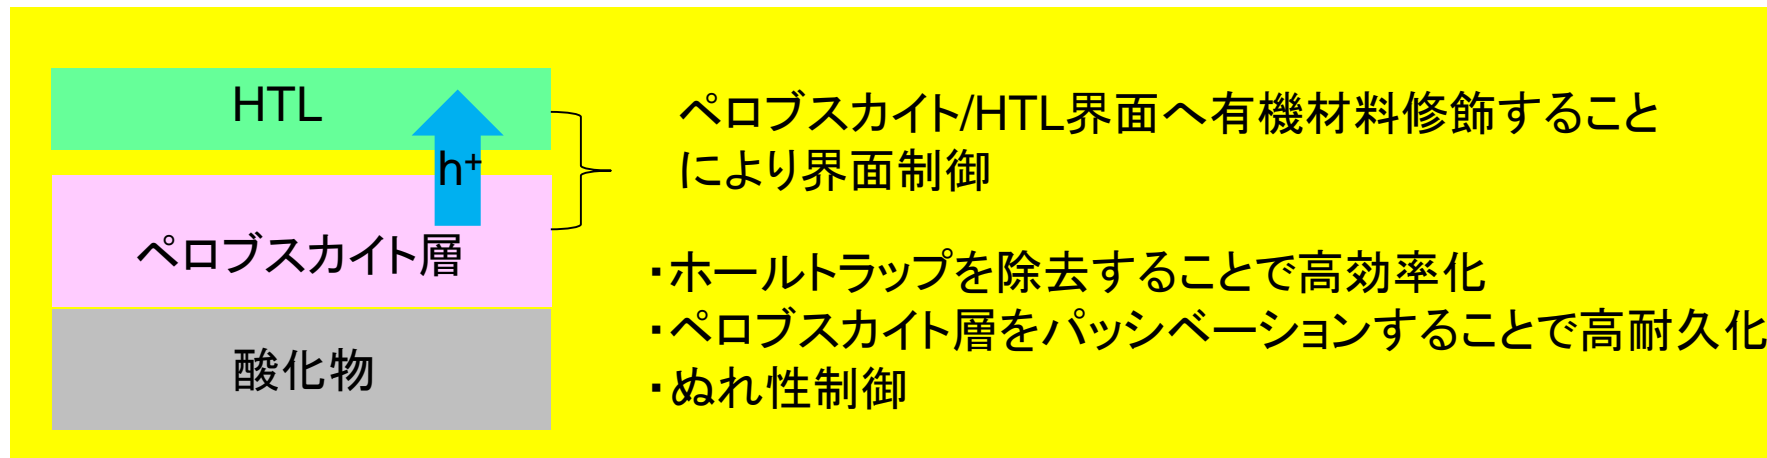 HTL
h+
ペロブスカイト層
酸化物
ペロブスカイト/HTL界面へ有機材料修飾すること
により界面制御
・ホールトラップを除去することで高効率化
・ペロブスカイト層をパッシベーションすることで高耐久化
・ぬれ性制御